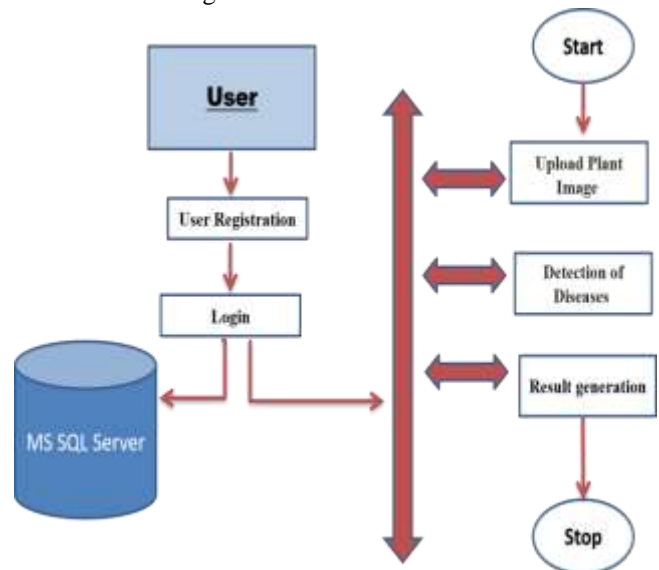 Start
User
Upload Plant
Image
User Registration
Detection of
Diseases
Login
Result generation
MS SQL Server
Stop